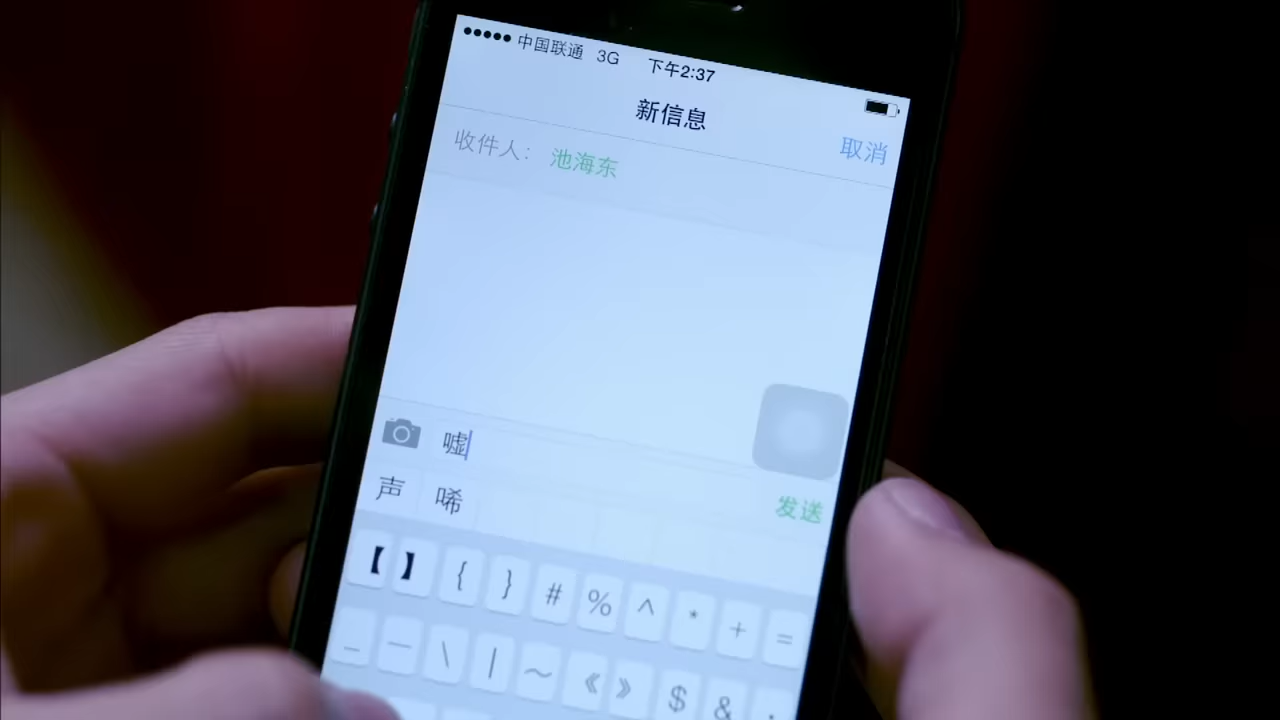 中国联通 3G 下午2:37
新信息
取消
收件人： 池海东
嘘
声 唏
发送
【 】 { } # % ^ * + =
_ — \ | ～ 《 》 $ &